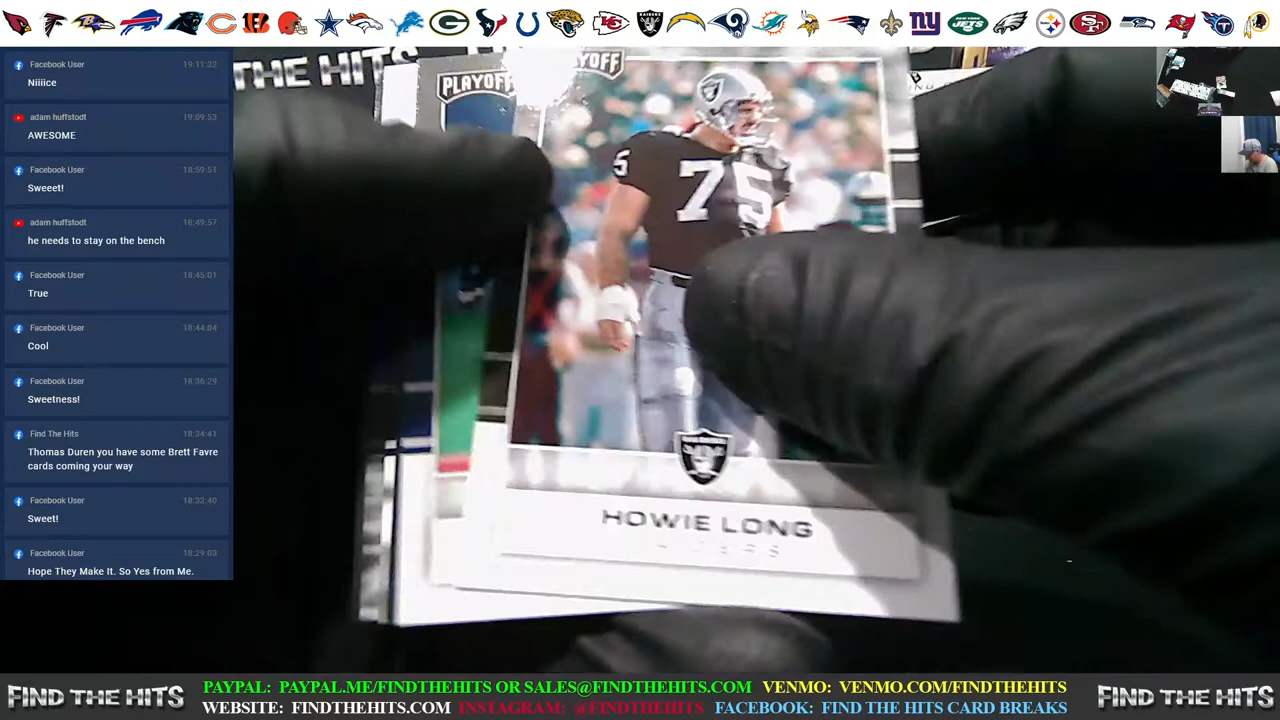 Facebook User 19:11:32
Niiiice
adam huffstodt 19:09:53
AWESOME
Facebook User 18:59:51
Sweeet!
adam huffstodt 18:49:57
he needs to stay on the bench
Facebook User 18:45:01
True
Facebook User 18:44:04
Cool
Facebook User 18:36:29
Sweetness!
Find The Hits 18:34:41
Thomas Duren you have some Brett Favre
cards coming your way
Facebook User 18:33:40
Sweet!
Facebook User 18:29:03
Hope They Make It. So Yes from Me.
THE HITS
PLAYOFF
75
HOWIE LONG
FIND THE HITS
PAYPAL: PAYPAL.ME/FINDTHEHITS OR SALES@FINDTHEHITS.COM VENMO: VENMO.COM/FINDTHEHITS
WEBSITE: FINDTHEHITS.COM INSTAGRAM: @FINDTHEHITS FACEBOOK: FIND THE HITS CARD BREAKS
FIND THE HITS